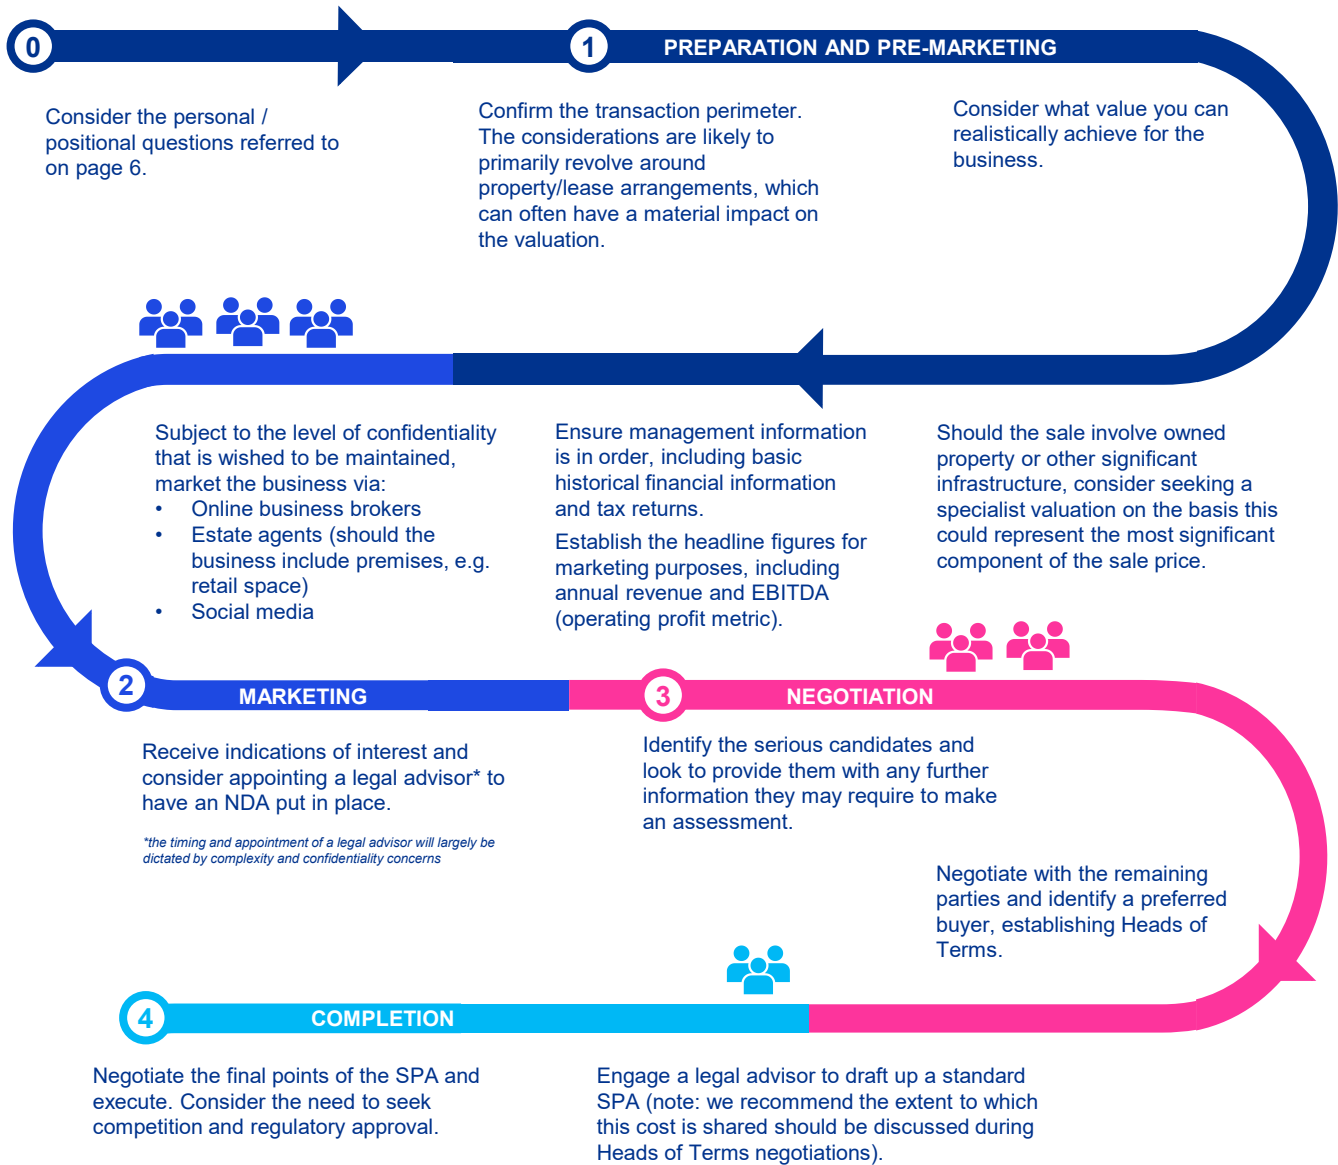 0
1
PREPARATION AND PRE-MARKETING
Consider the personal /
positional questions referred to
on page 6.
Confirm the transaction perimeter.
The considerations are likely to
primarily revolve around
property/lease arrangements, which
can often have a material impact on
the valuation.
Consider what value you can
realistically achieve for the
business.
Should the sale involve owned
property or other significant
infrastructure, consider seeking a
specialist valuation on the basis this
could represent the most significant
component of the sale price.
Ensure management information
is in order, including basic
historical financial information
and tax returns.
Establish the headline figures for
marketing purposes, including
annual revenue and EBITDA
(operating profit metric).
Subject to the level of confidentiality
that is wished to be maintained,
market the business via:
• Online business brokers
• Estate agents (should the
business include premises, e.g.
retail space)
• Social media
2
MARKETING
Receive indications of interest and
consider appointing a legal advisor* to
have an NDA put in place.
*the timing and appointment of a legal advisor will largely be
dictated by complexity and confidentiality concerns
3
NEGOTIATION
Identify the serious candidates and
look to provide them with any further
information they may require to make
an assessment.
Negotiate with the remaining
parties and identify a preferred
buyer, establishing Heads of
Terms.
Engage a legal advisor to draft up a standard
SPA (note: we recommend the extent to which
this cost is shared should be discussed during
Heads of Terms negotiations).
4
COMPLETION
Negotiate the final points of the SPA and
execute. Consider the need to seek
competition and regulatory approval.